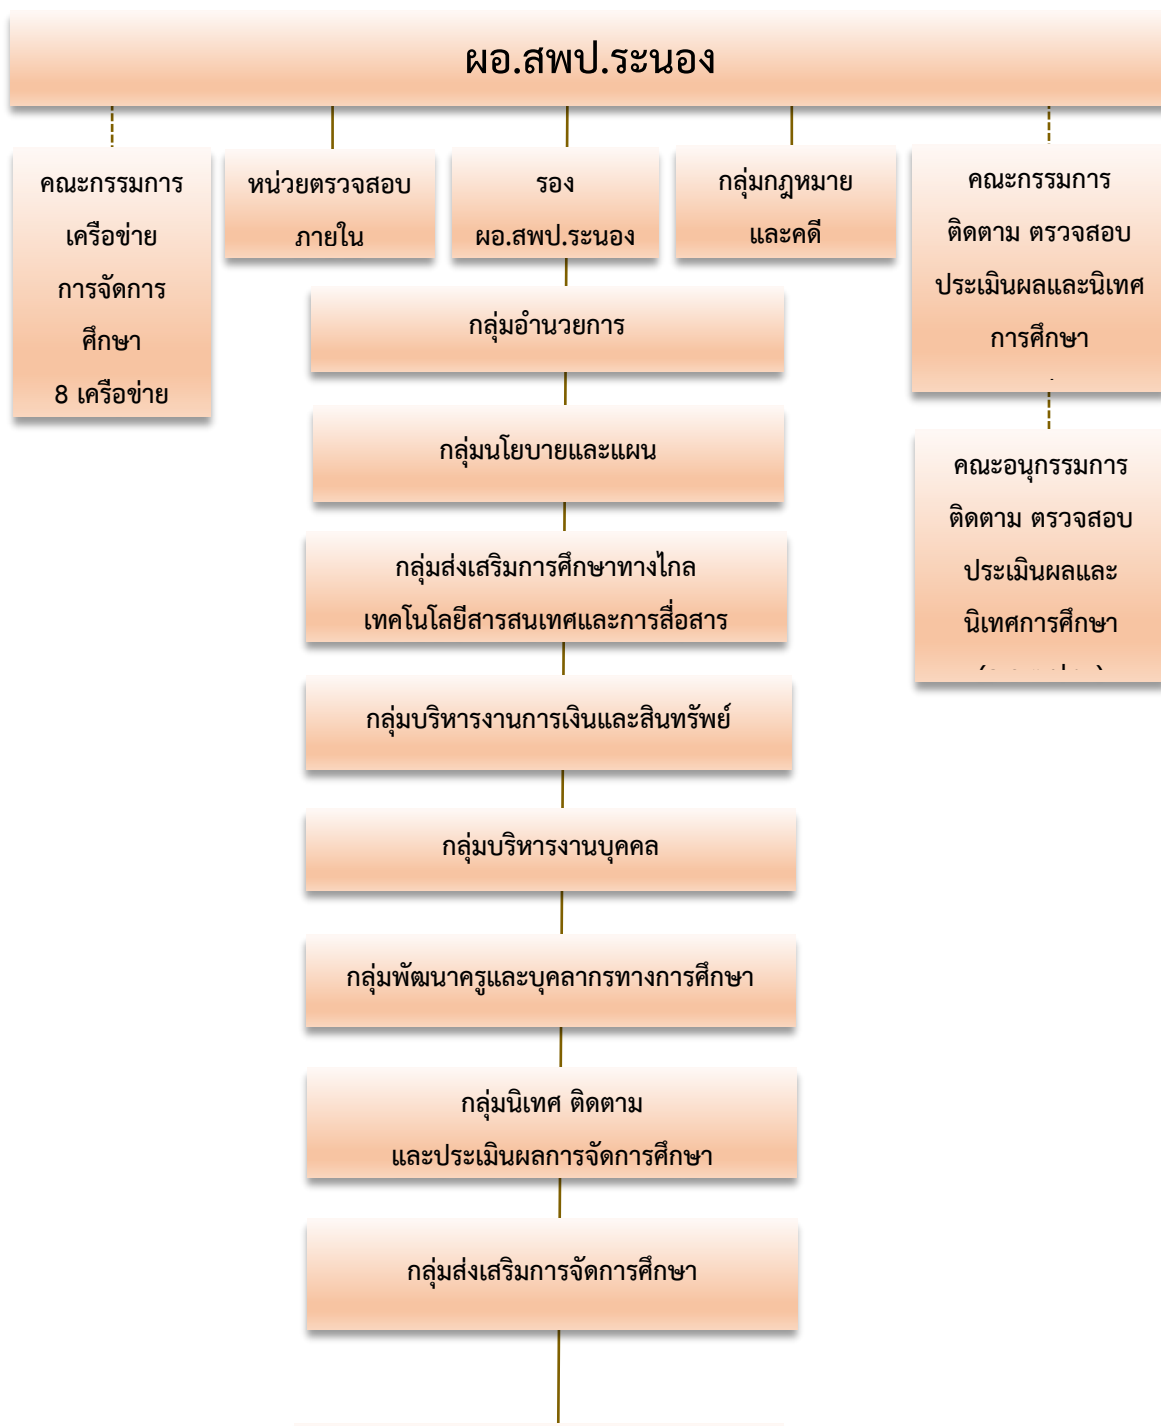 ผอ.สพป.ระนอง
คณะกรรมการ
เครือข่าย
การจัดการ
ศึกษา
8 เครือข่าย
หน่วยตรวจสอบ
ภายใน
รอง
ผอ.สพป.ระนอง
กลุ่มกฎหมาย
และคดี
คณะกรรมการ
ติดตาม ตรวจสอบ
ประเมินผลและนิเทศ
การศึกษา
คณะอนุกรรมการ
ติดตาม ตรวจสอบ
ประเมินผลและ
นิเทศการศึกษา
กลุ่มอำนวยการ
กลุ่มนโยบายและแผน
กลุ่มส่งเสริมการศึกษาทางไกล
เทคโนโลยีสารสนเทศและการสื่อสาร
กลุ่มบริหารงานการเงินและสินทรัพย์
กลุ่มบริหารงานบุคคล
กลุ่มพัฒนาครูและบุคลากรทางการศึกษา
กลุ่มนิเทศ ติดตาม
และประเมินผลการจัดการศึกษา
กลุ่มส่งเสริมการจัดการศึกษา